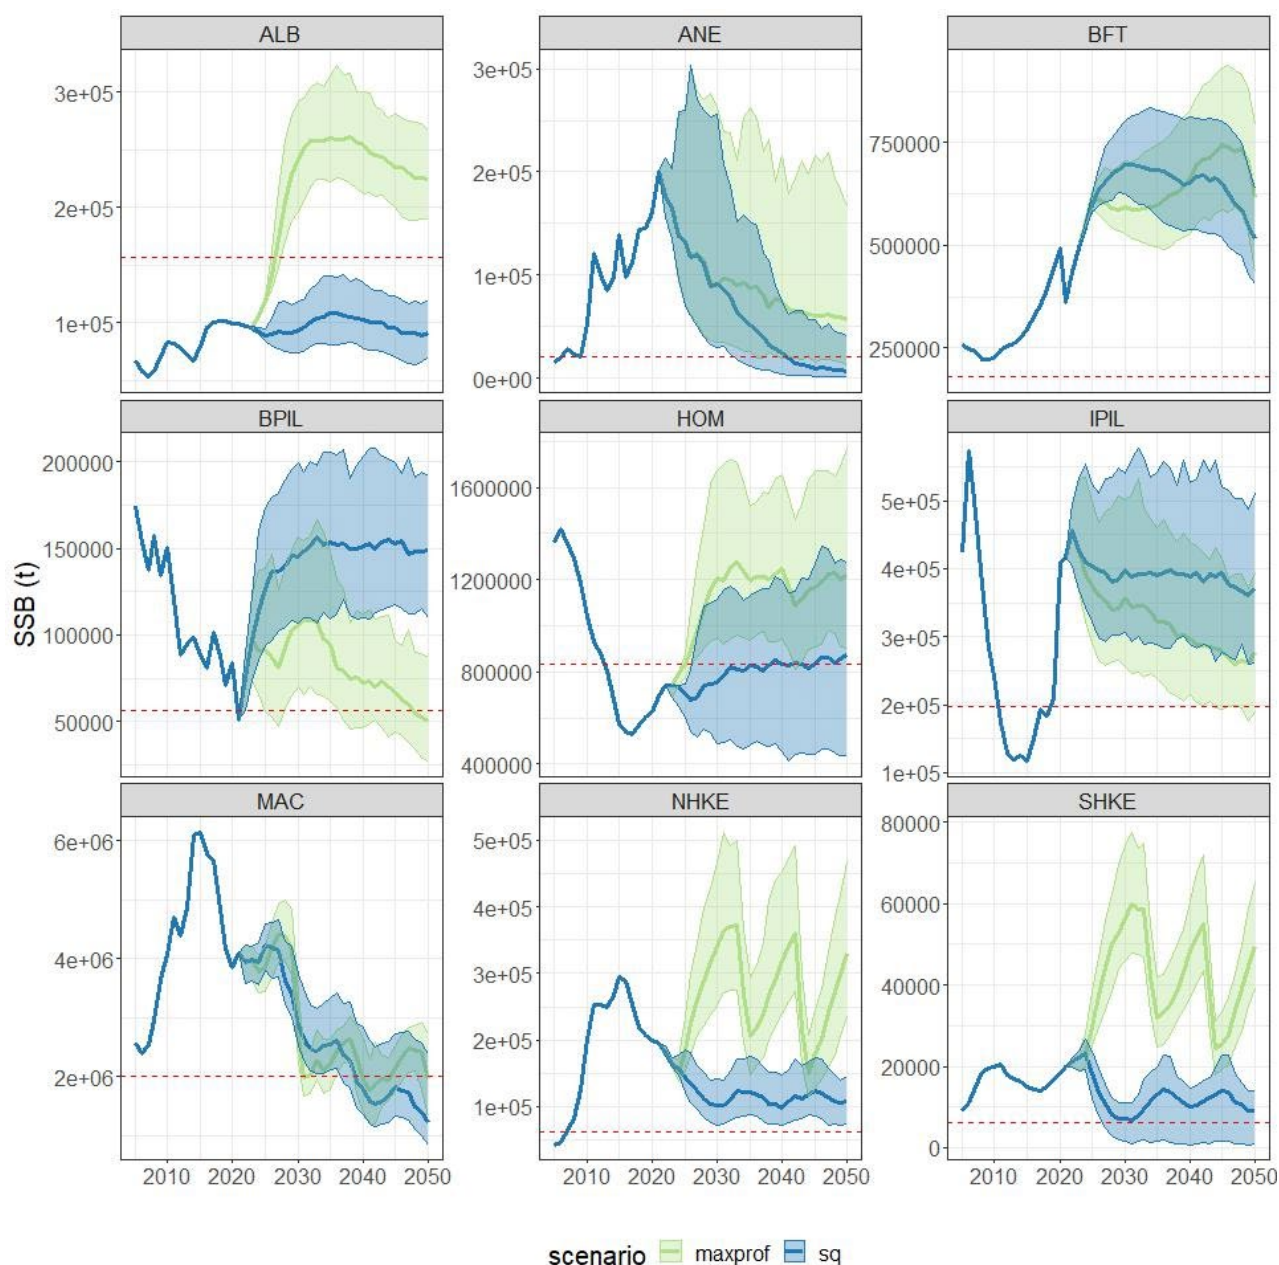 ALB ANE BFT
3e+05 3e+05
750000
2e+05 2e+05
500000
1e+05
1e+05 250000
0e+00
BPIL HOM IPIL
200000
1600000
5e+05
150000
1200000 4e+05
100000
3e+05
800000
2e+05
50000
400000 1e+05
SSB (t)
MAC NHKE SHKE
6e+06 5e+05 80000
4e+05 60000
4e+06
3e+05
40000
2e+05
2e+06 20000
1e+05
0
2010 2020 2030 2040 2050 2010 2020 2030 2040 2050 2010 2020 2030 2040 2050
scenario maxprof sq